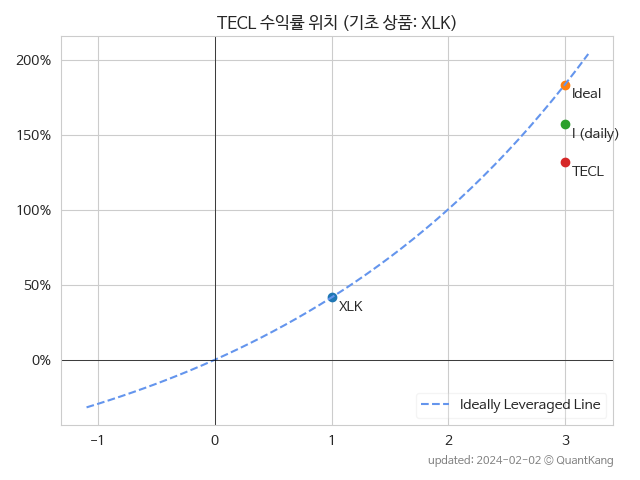 TECL 수익률 위치 (기초 상품: XLK)
200%
150%
100%
50%
0%
Ideal
I (daily)
TECL
XLK
Ideally Leveraged Line
−1 0 1 2 3
updated: 2024-02-02 © QuantKang